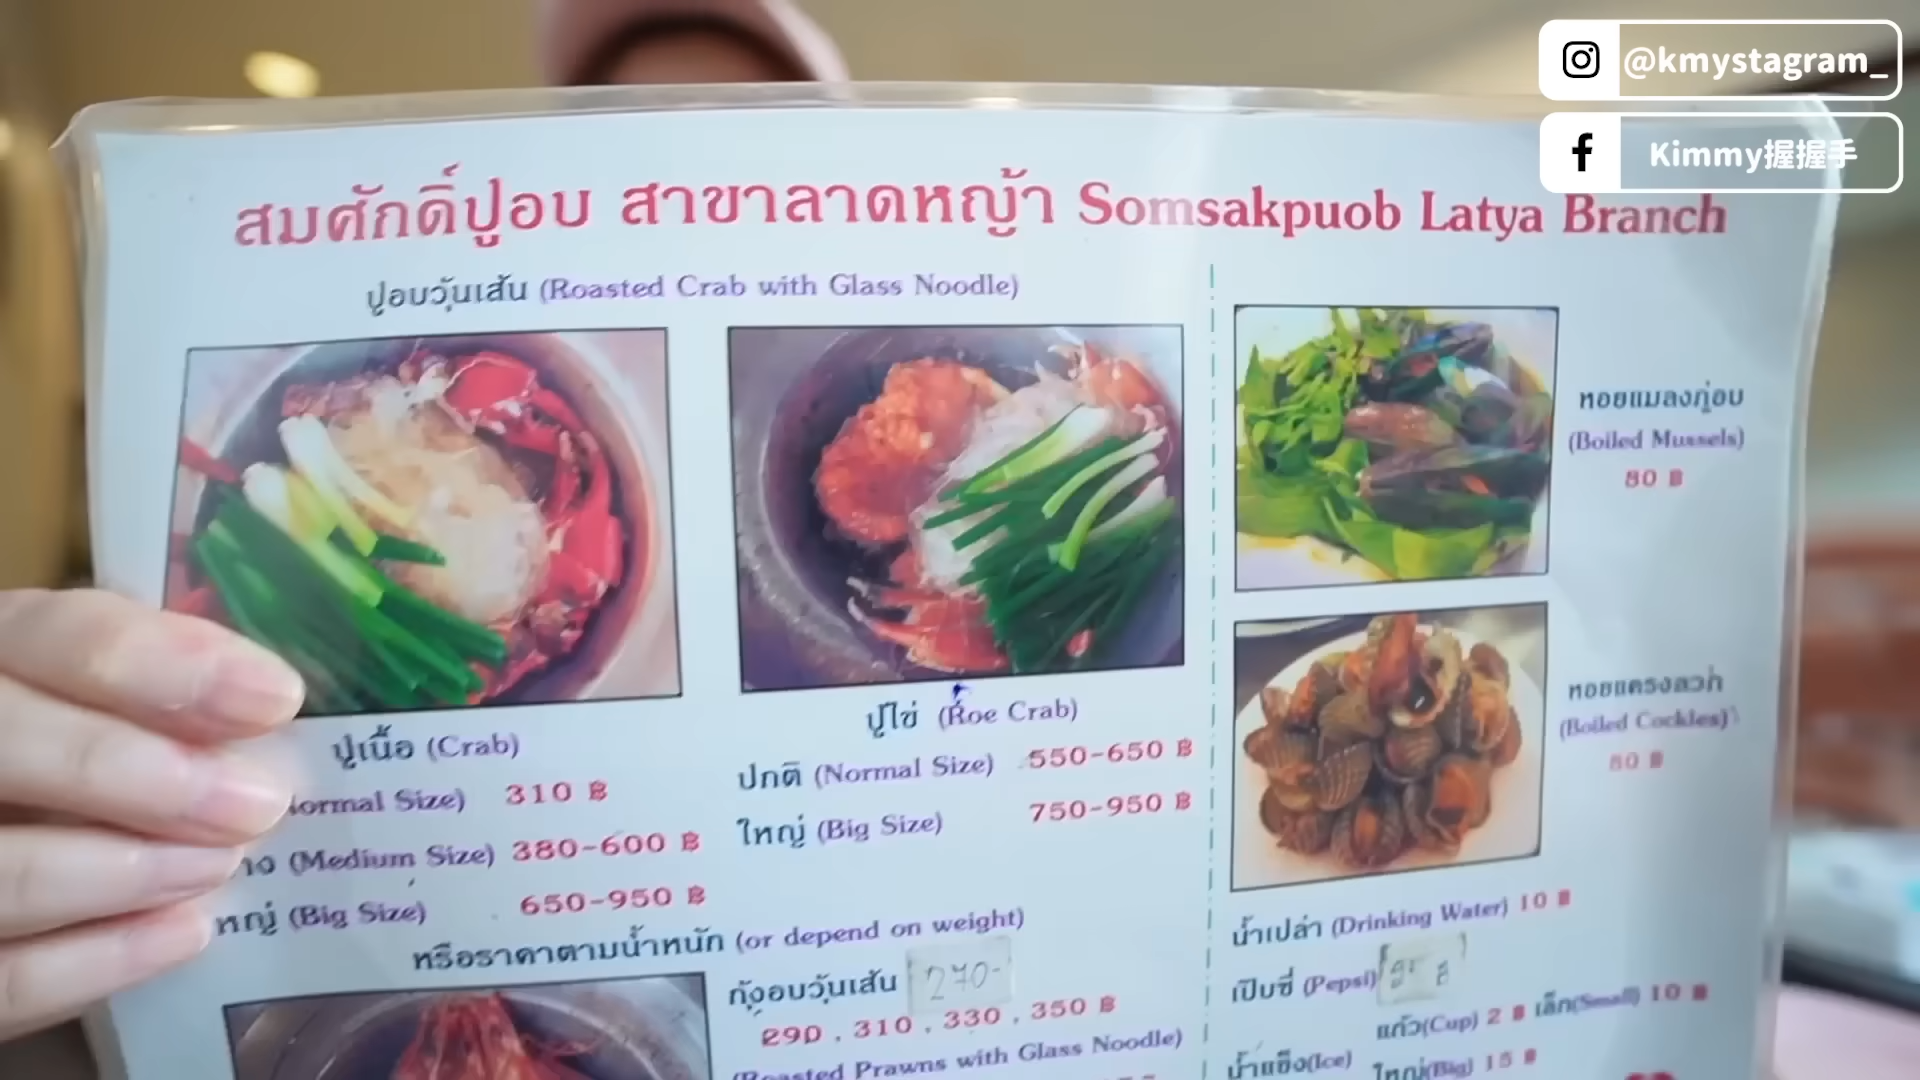 @kmystagram_
Kimmy握握手
สมศักดิ์ปูอบ สาขาลาดหญ้า Somsakpuob Latya Branch
ปูอบวุ้นเส้น (Roasted Crab with Glass Noodle)
ปูเนื้อ (Crab)
ormal Size) 310 ฿
าง (Medium Size) 380-600 ฿
หญ่ (Big Size) 650-950 ฿
ปูไข่ (Roe Crab)
ปกติ (Normal Size) 550-650 ฿
ใหญ่ (Big Size) 750-950 ฿
หรือราคาตามน้ำหนัก (or depend on weight)
กุ้งอบวุ้นเส้น 270-
290 , 310 , 330 , 350 ฿
(Roasted Prawns with Glass Noodle)
หอยแมลงภู่อบ
(Boiled Mussels)
80 ฿
หอยแครงลวก
(Boiled Cockles)
80 ฿
น้ำเปล่า (Drinking Water) 10 ฿
เป๊บซี่ (Pepsi)
แก้ว(Cup) 2 ฿ เล็ก(Small) 10 ฿
น้ำแข็ง(Ice) ใหญ่(Big) 15 ฿